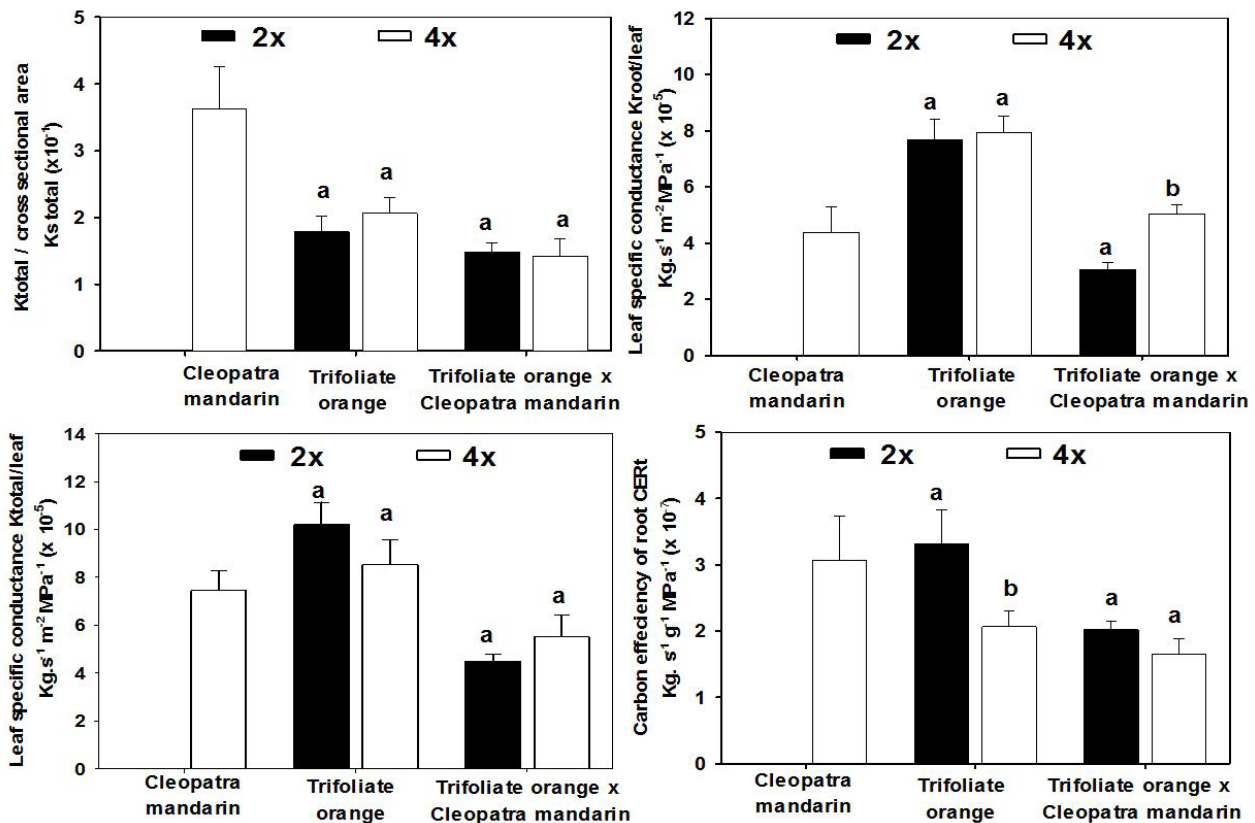 Ktotal / cross sectional area
Ks total (x10⁻¹)
5
4
3
2
1
0
2x
4x
a
a
a
a
Cleopatra
mandarin
Trifoliate
orange
Trifoliate orange x
Cleopatra mandarin
Leaf specific conductance Kroot/leaf
Kg.s⁻¹ m⁻² MPa⁻¹ (x 10⁻⁵)
12
10
8
6
4
2
0
2x
4x
a
a
a
b
Cleopatra
mandarin
Trifoliate
orange
Trifoliate orange x
Cleopatra mandarin
Leaf specific conductance Ktotal/leaf
Kg.s⁻¹ m⁻² MPa⁻¹ (x 10⁻⁵)
14
12
10
8
6
4
2
0
2x
4x
a
a
a
a
Cleopatra
mandarin
Trifoliate
orange
Trifoliate orange x
Cleopatra mandarin
Carbon effediency of root CERt
Kg. s⁻¹ g⁻¹ MPa⁻¹ (x 10⁻⁷)
5
4
3
2
1
0
2x
4x
a
b
a
a
Cleopatra
mandarin
Trifoliate
orange
Trifoliate orange x
Cleopatra mandarin